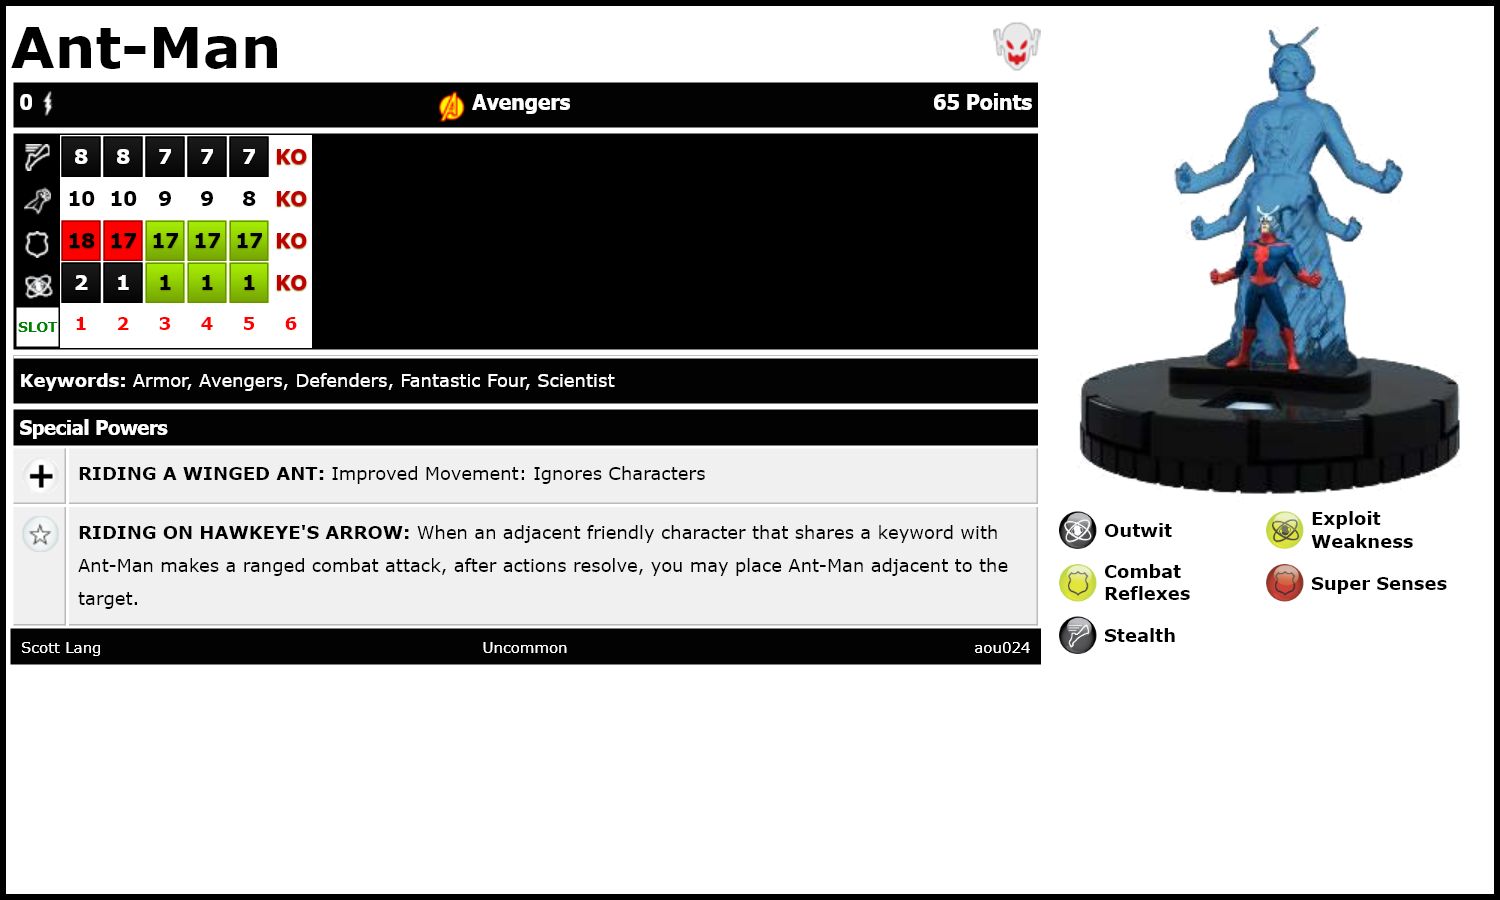 Ant-Man
0 Avengers 65 Points
8 8 7 7 7 KO
10 10 9 9 8 KO
18 17 17 17 17 KO
2 1 1 1 1 KO
SLOT 1 2 3 4 5 6
Keywords: Armor, Avengers, Defenders, Fantastic Four, Scientist
Special Powers
RIDING A WINGED ANT: Improved Movement: Ignores Characters
RIDING ON HAWKEYE'S ARROW: When an adjacent friendly character that shares a keyword with
Ant-Man makes a ranged combat attack, after actions resolve, you may place Ant-Man adjacent to the
target.
Scott Lang Uncommon aou024
Outwit
Exploit
Weakness
Combat
Reflexes
Super Senses
Stealth